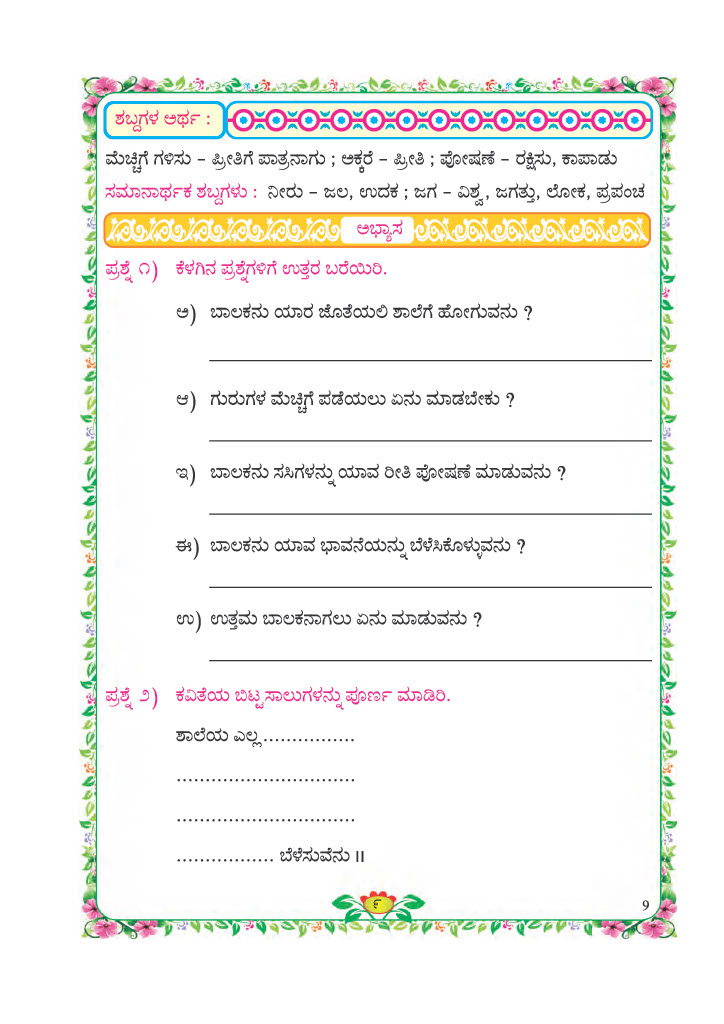 ಶಬ್ದಗಳ ಅರ್ಥ :
ಮೆಚ್ಚಿಗೆ ಗಳಿಸು – ಪ್ರೀತಿಗೆ ಪಾತ್ರನಾಗು ; ಅಕ್ಕರೆ – ಪ್ರೀತಿ ; ಪೋಷಣೆ – ರಕ್ಷಿಸು, ಕಾಪಾಡು
ಸಮಾನಾರ್ಥಕ ಶಬ್ದಗಳು : ನೀರು – ಜಲ, ಉದಕ ; ಜಗ – ವಿಶ್ವ, ಜಗತ್ತು, ಲೋಕ, ಪ್ರಪಂಚ
ಅಭ್ಯಾಸ
ಪ್ರಶ್ನೆ ೧) ಕೆಳಗಿನ ಪ್ರಶ್ನೆಗಳಿಗೆ ಉತ್ತರ ಬರೆಯಿರಿ.
ಅ) ಬಾಲಕನು ಯಾರ ಜೊತೆಯಲಿ ಶಾಲೆಗೆ ಹೋಗುವನು ?
ಆ) ಗುರುಗಳ ಮೆಚ್ಚಿಗೆ ಪಡೆಯಲು ಏನು ಮಾಡಬೇಕು ?
ಇ) ಬಾಲಕನು ಸಸಿಗಳನ್ನು ಯಾವ ರೀತಿ ಪೋಷಣೆ ಮಾಡುವನು ?
ಈ) ಬಾಲಕನು ಯಾವ ಭಾವನೆಯನ್ನು ಬೆಳೆಸಿಕೊಳ್ಳುವನು ?
ಉ) ಉತ್ತಮ ಬಾಲಕನಾಗಲು ಏನು ಮಾಡುವನು ?
ಪ್ರಶ್ನೆ ೨) ಕವಿತೆಯ ಬಿಟ್ಟ ಸಾಲುಗಳನ್ನು ಪೂರ್ಣ ಮಾಡಿರಿ.
ಶಾಲೆಯ ಎಲ್ಲ ................
...............................
...............................
................. ಬೆಳೆಸುವೆನು ॥
೯
9